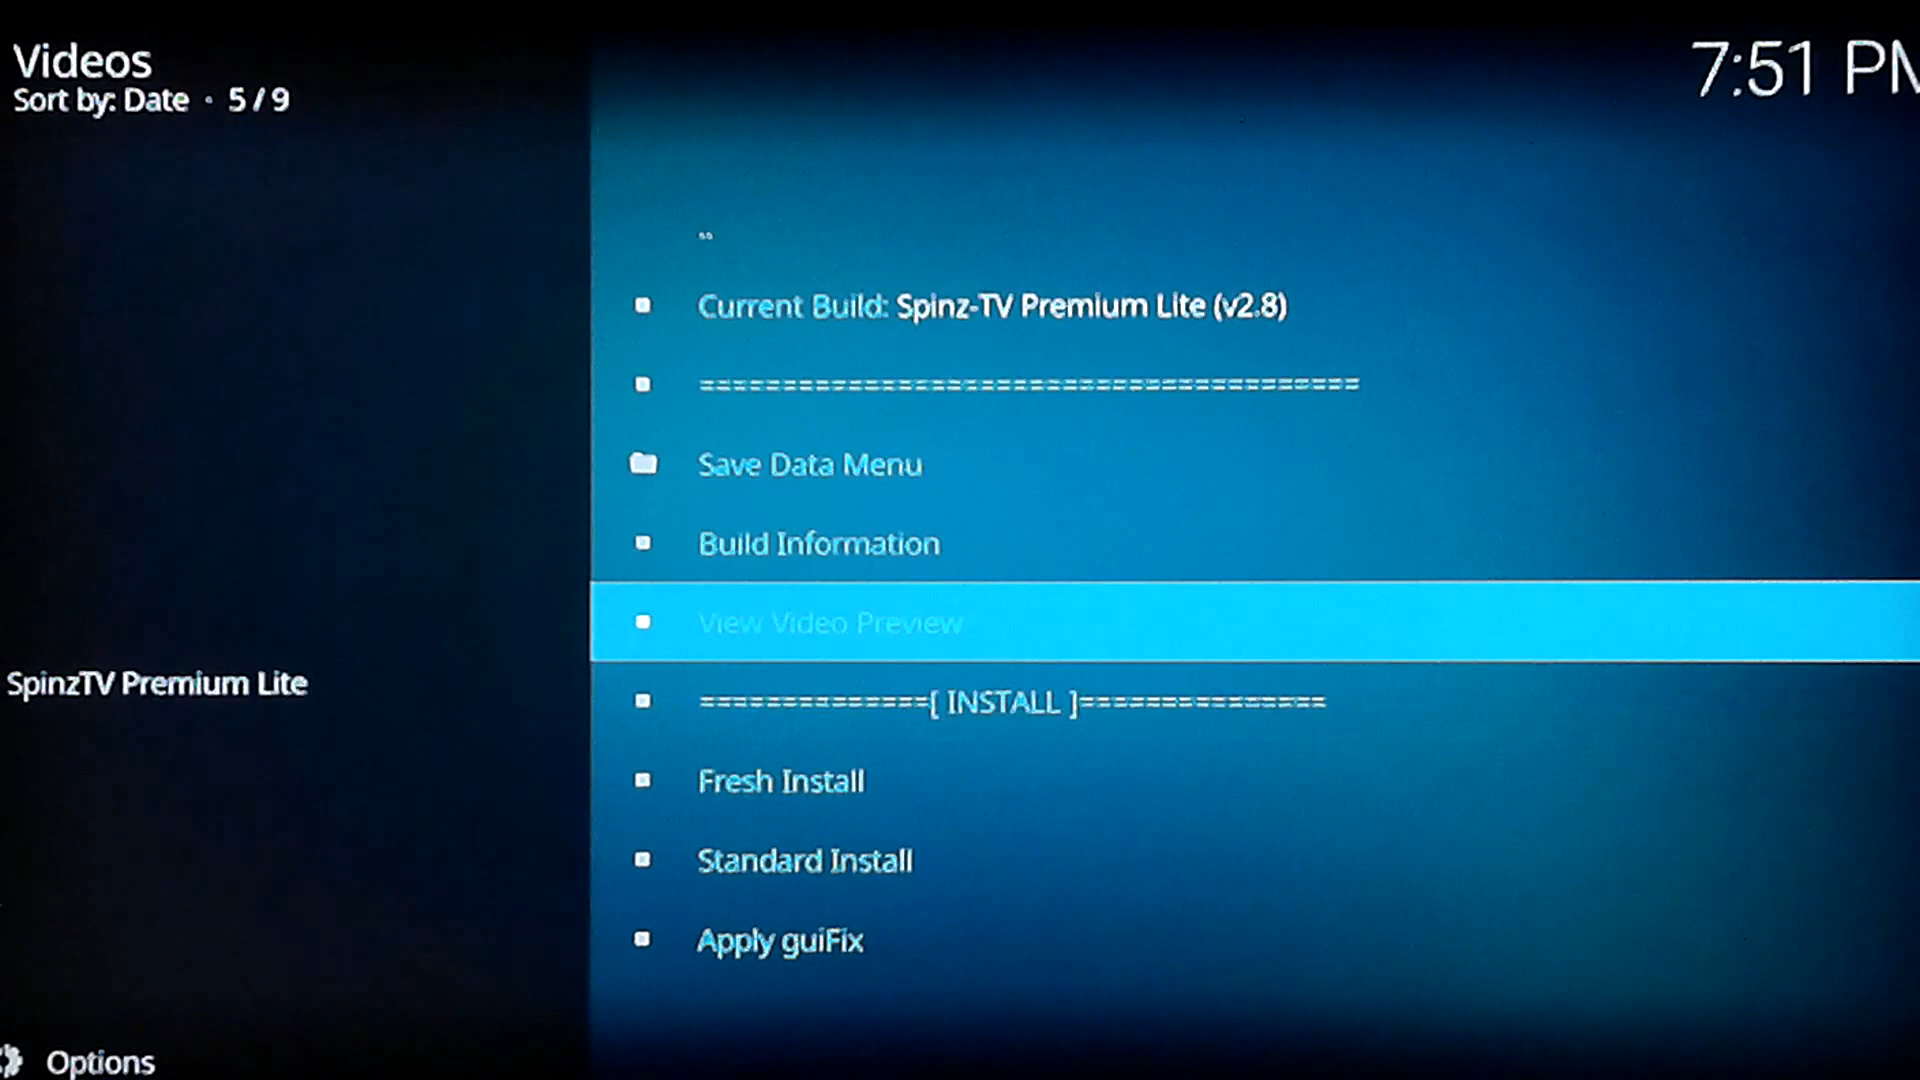 Videos
Sort by: Date · 5 / 9
7:51 PM
..
Current Build: Spinz-TV Premium Lite (v2.8)
========================================
Save Data Menu
Build Information
View Video Preview
SpinzTV Premium Lite
==============[ INSTALL ]===============
Fresh Install
Standard Install
Apply guiFix
Options